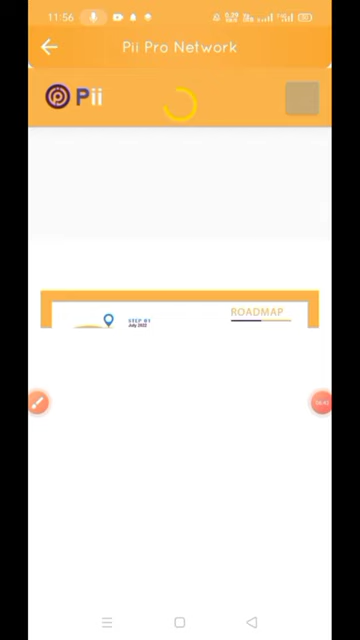 11:56
Pii Pro Network
Pii
ROADMAP
STEP 01
July 2022